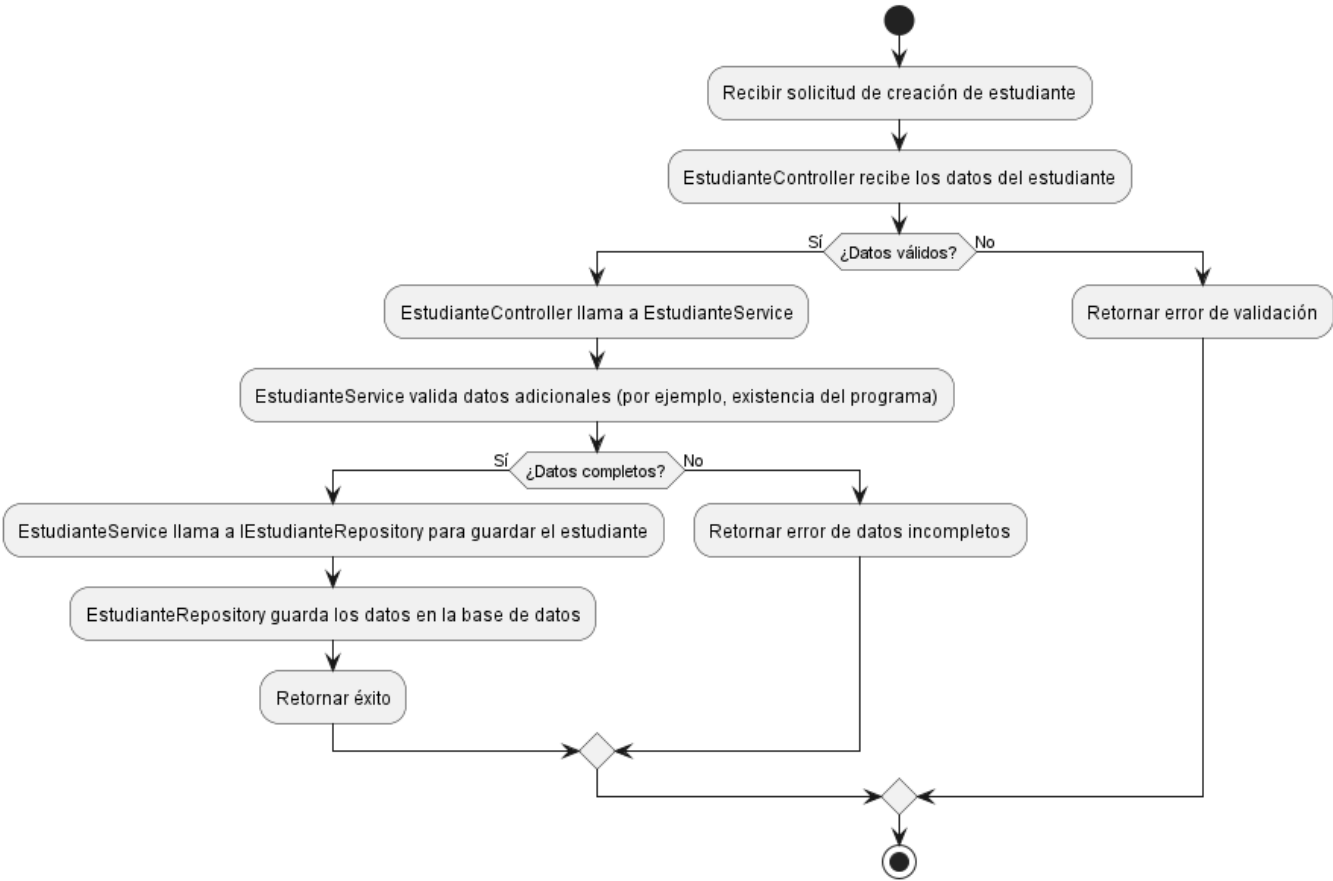 Recibir solicitud de creación de estudiante
EstudianteController recibe los datos del estudiante
Sí
¿Datos válidos?
No
EstudianteController llama a EstudianteService
Retornar error de validación
EstudianteService valida datos adicionales (por ejemplo, existencia del programa)
Sí
¿Datos completos?
No
EstudianteService llama a IEstudianteRepository para guardar el estudiante
Retornar error de datos incompletos
EstudianteRepository guarda los datos en la base de datos
Retornar éxito